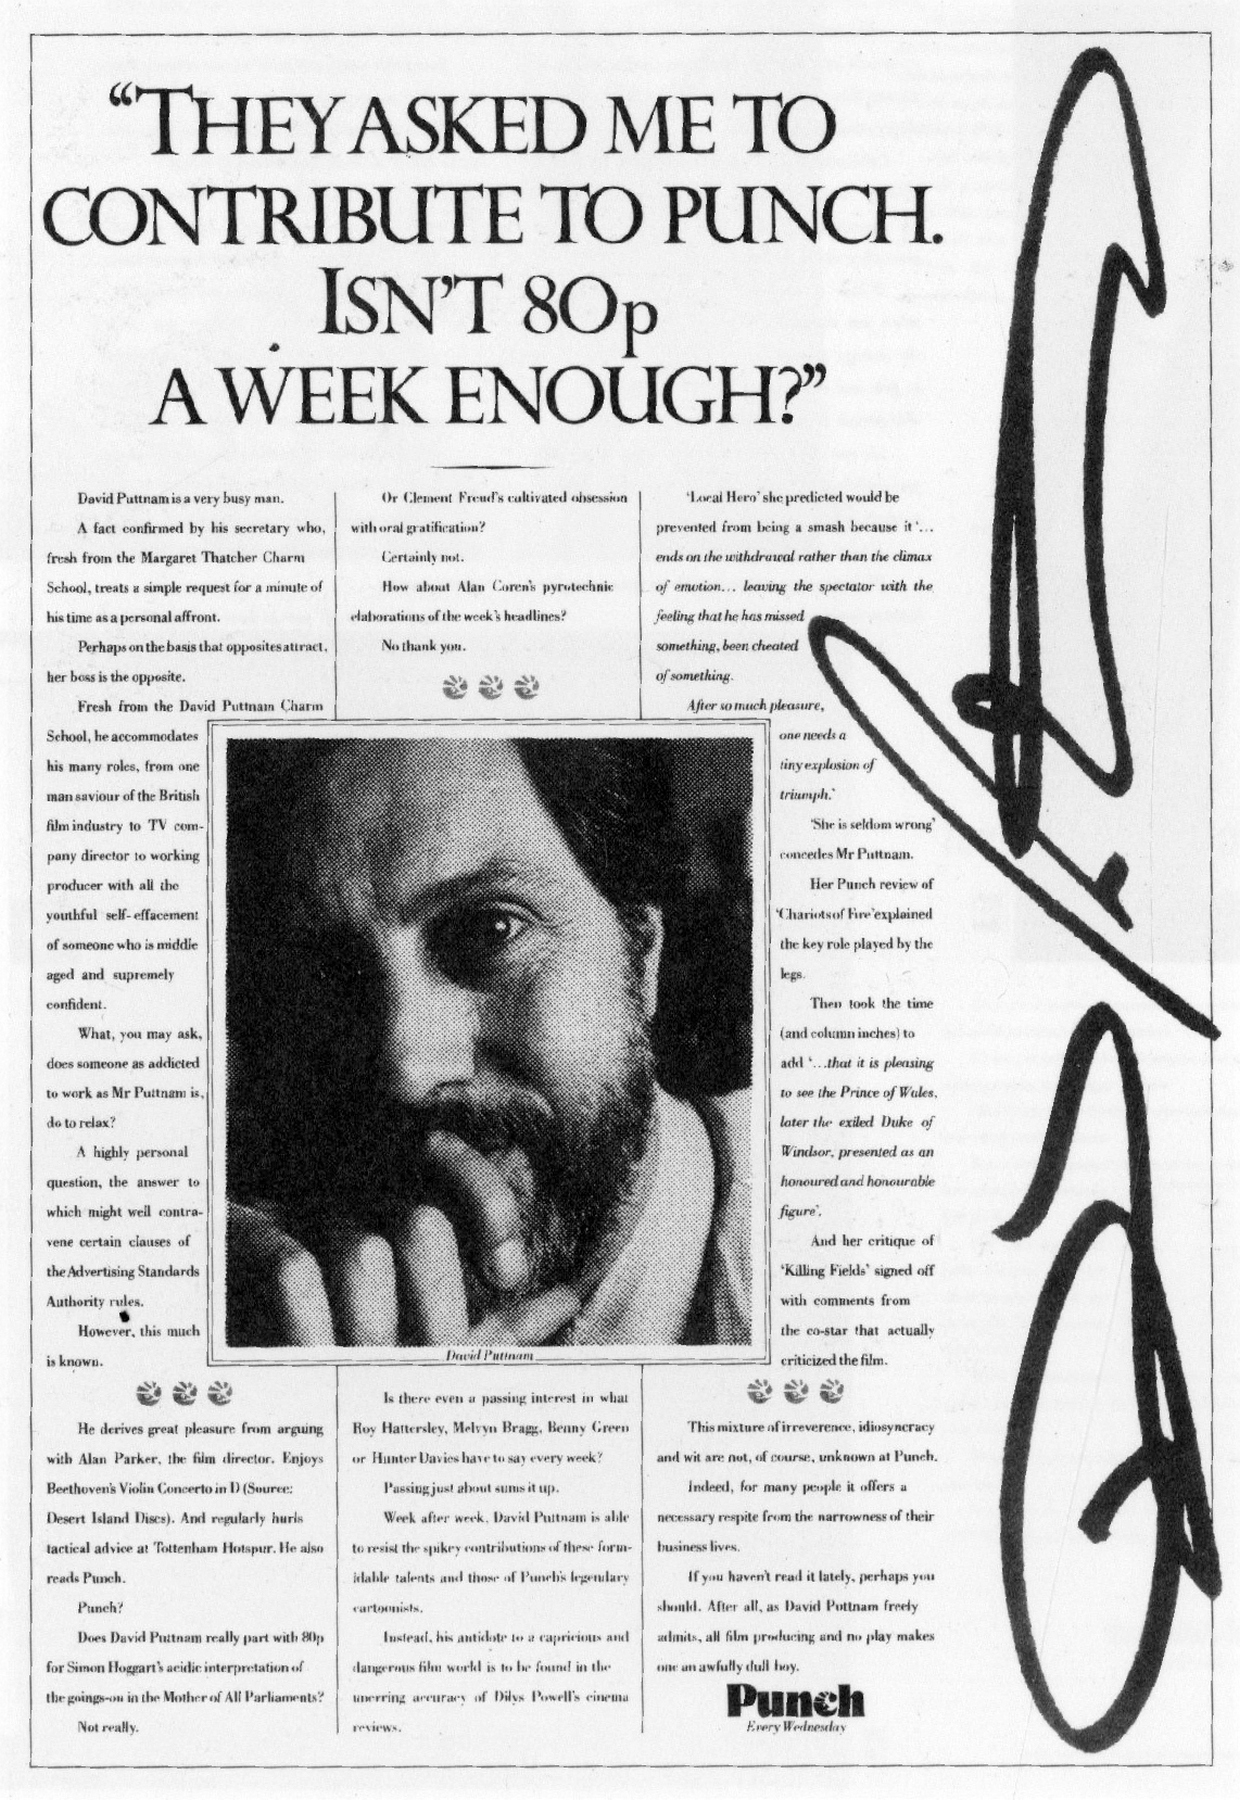 “THEY ASKED ME TO
CONTRIBUTE TO PUNCH.
ISN’T 80p
A WEEK ENOUGH?”
David Puttnam is a very busy man.
A fact confirmed by his secretary who,
fresh from the Margaret Thatcher Charm
School, treats a simple request for a minute of
his time as a personal affront.
Perhaps on the basis that opposites attract,
her boss is the opposite.
Fresh from the David Puttnam Charm
School, he accommodates
his many roles, from one
man saviour of the British
film industry to TV com-
pany director to working
producer with all the
youthful self-effacement
of someone who is middle
aged and supremely
confident.
What, you may ask,
does someone as addicted
to work as Mr Puttnam is,
do to relax?
A highly personal
question, the answer to
which might well contra-
vene certain clauses of
the Advertising Standards
Authority rules.
However, this much
is known.
He derives great pleasure from arguing
with Alan Parker, the film director. Enjoys
Beethoven’s Violin Concerto in D (Source:
Desert Island Discs). And regularly hurls
tactical advice at Tottenham Hotspur. He also
reads Punch.
Punch?
Does David Puttnam really part with 80p
for Simon Hoggart’s acidic interpretation of
the goings-on in the Mother of All Parliaments?
Not really.
Or Clement Freud’s cultivated obsession
with oral gratification?
Certainly not.
How about Alan Coren’s pyrotechnic
elaborations of the week’s headlines?
No thank you.
David Puttnam
Is there even a passing interest in what
Roy Hattersley, Melvyn Bragg, Benny Green
or Hunter Davies have to say every week?
Passing just about sums it up.
Week after week, David Puttnam is able
to resist the spikey contributions of these form-
idable talents and those of Punch’s legendary
cartoonists.
Instead, his antidote to a capricious and
dangerous film world is to be found in the
unerring accuracy of Dilys Powell’s cinema
reviews.
‘Local Hero’ she predicted would be
prevented from being a smash because it ‘...
ends on the withdrawal rather than the climax
of emotion... leaving the spectator with the
feeling that he has missed
something, been cheated
of something.
After so much pleasure,
one needs a
tiny explosion of
triumph.’
‘She is seldom wrong’
concedes Mr Puttnam.
Her Punch review of
‘Chariots of Fire’ explained
the key role played by the
legs.
Then took the time
(and column inches) to
add ‘...that it is pleasing
to see the Prince of Wales,
later the exiled Duke of
Windsor, presented as an
honoured and honourable
figure’.
And her critique of
‘Killing Fields’ signed off
with comments from
the co-star that actually
criticized the film.
This mixture of irreverence, idiosyncracy
and wit are not, of course, unknown at Punch.
Indeed, for many people it offers a
necessary respite from the narrowness of their
business lives.
If you haven’t read it lately, perhaps you
should. After all, as David Puttnam freely
admits, all film producing and no play makes
one an awfully dull boy.
Punch
Every Wednesday